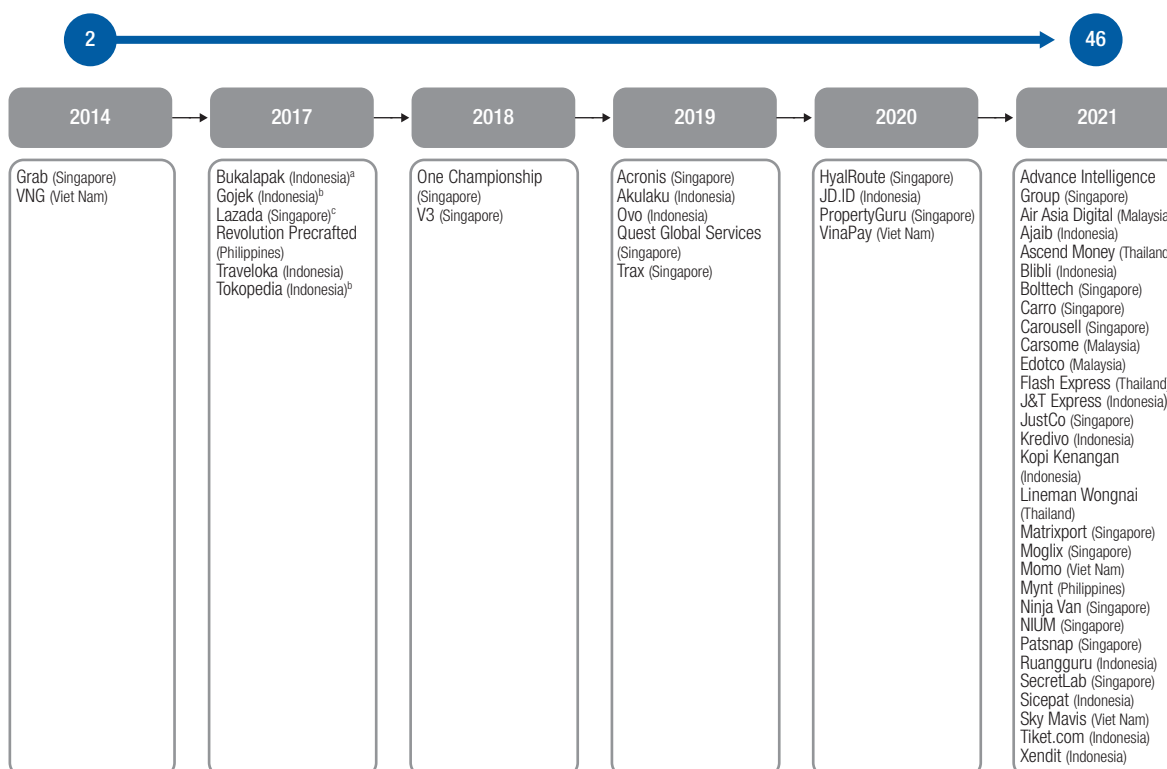 2
46
2014
2017
2018
2019
2020
2021
Grab (Singapore)
VNG (Viet Nam)
Bukalapak (Indonesia)a
Gojek (Indonesia)b
Lazada (Singapore)c
Revolution Precrafted
(Philippines)
Traveloka (Indonesia)
Tokopedia (Indonesia)b
One Championship
(Singapore)
V3 (Singapore)
Acronis (Singapore)
Akulaku (Indonesia)
Ovo (Indonesia)
Quest Global Services
(Singapore)
Trax (Singapore)
HyalRoute (Singapore)
JD.ID (Indonesia)
PropertyGuru (Singapore)
VinaPay (Viet Nam)
Advance Intelligence
Group (Singapore)
Air Asia Digital (Malaysia
Ajaib (Indonesia)
Ascend Money (Thailand
Blibli (Indonesia)
Bolttech (Singapore)
Carro (Singapore)
Carousell (Singapore)
Carsome (Malaysia)
Edotco (Malaysia)
Flash Express (Thailand
J&T Express (Indonesia)
JustCo (Singapore)
Kredivo (Indonesia)
Kopi Kenangan
(Indonesia)
Lineman Wongnai
(Thailand)
Matrixport (Singapore)
Moglix (Singapore)
Momo (Viet Nam)
Mynt (Philippines)
Ninja Van (Singapore)
NIUM (Singapore)
Patsnap (Singapore)
Ruangguru (Indonesia)
SecretLab (Singapore)
Sicepat (Indonesia)
Sky Mavis (Viet Nam)
Tiket.com (Indonesia)
Xendit (Indonesia)